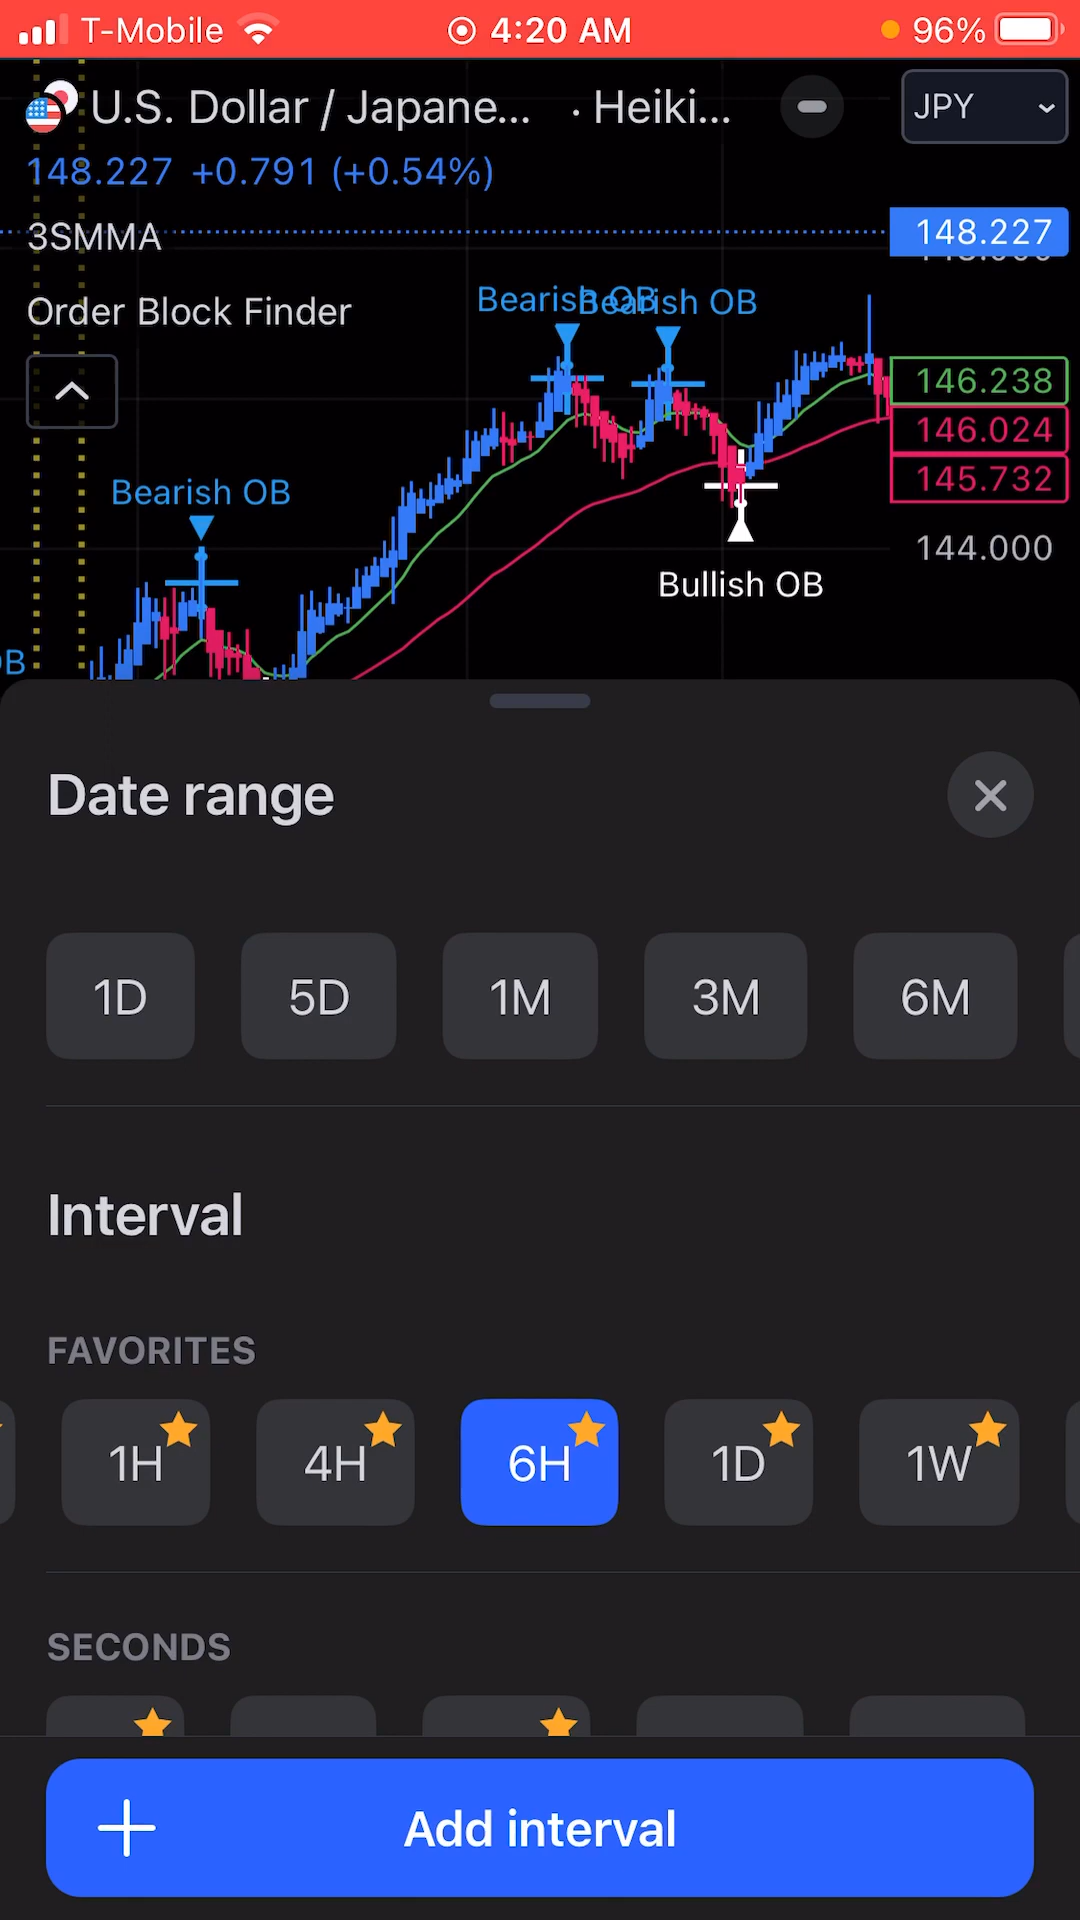 T-Mobile 4:20 AM 96%
U.S. Dollar / Japane... · Heiki... JPY
148.227 +0.791 (+0.54%)
3SMMA 148.227
Order Block Finder
Bearish OB
Bearish OB
146.238
146.024
145.732
Bearish OB
144.000
Bullish OB
OB
Date range
1D 5D 1M 3M 6M
Interval
FAVORITES
1H 4H 6H 1D 1W
SECONDS
Add interval